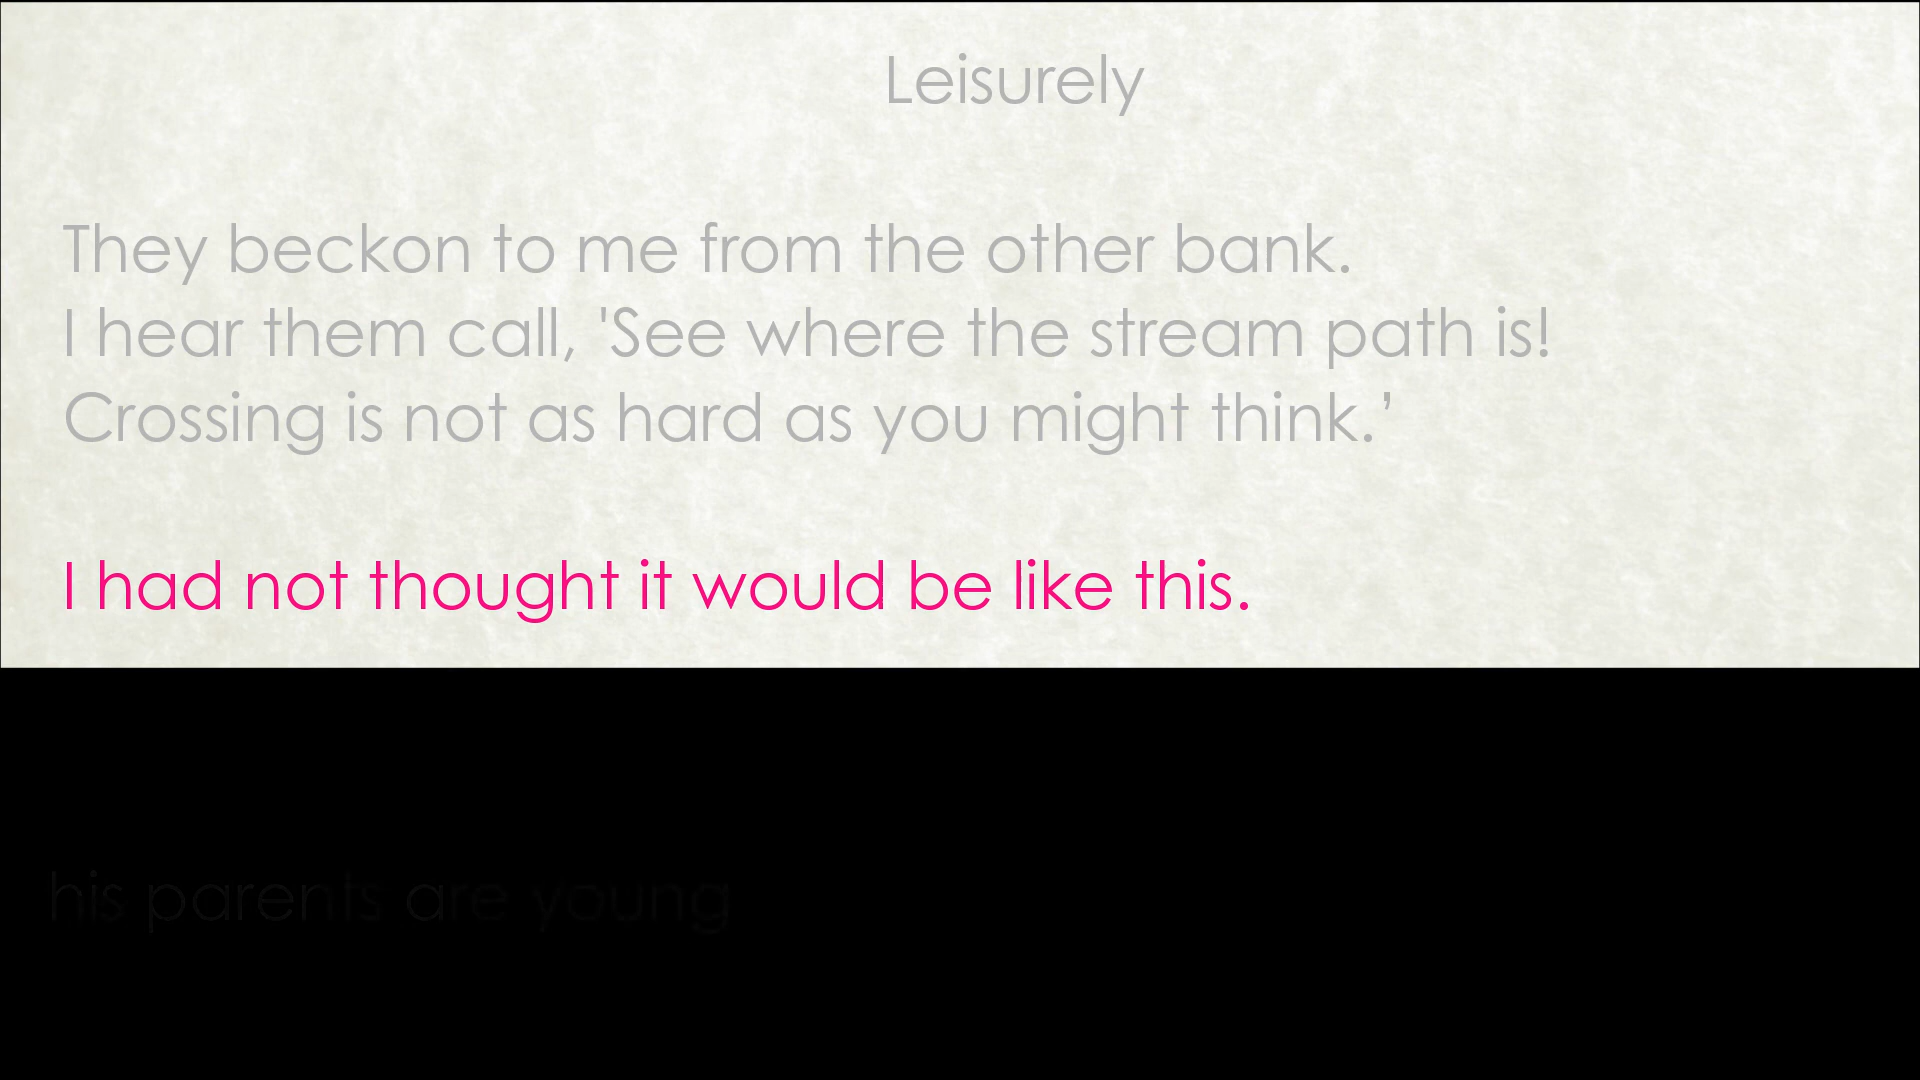 Leisurely
They beckon to me from the other bank.
I hear them call, 'See where the stream path is!
Crossing is not as hard as you might think.’
I had not thought it would be like this.
his parents are young